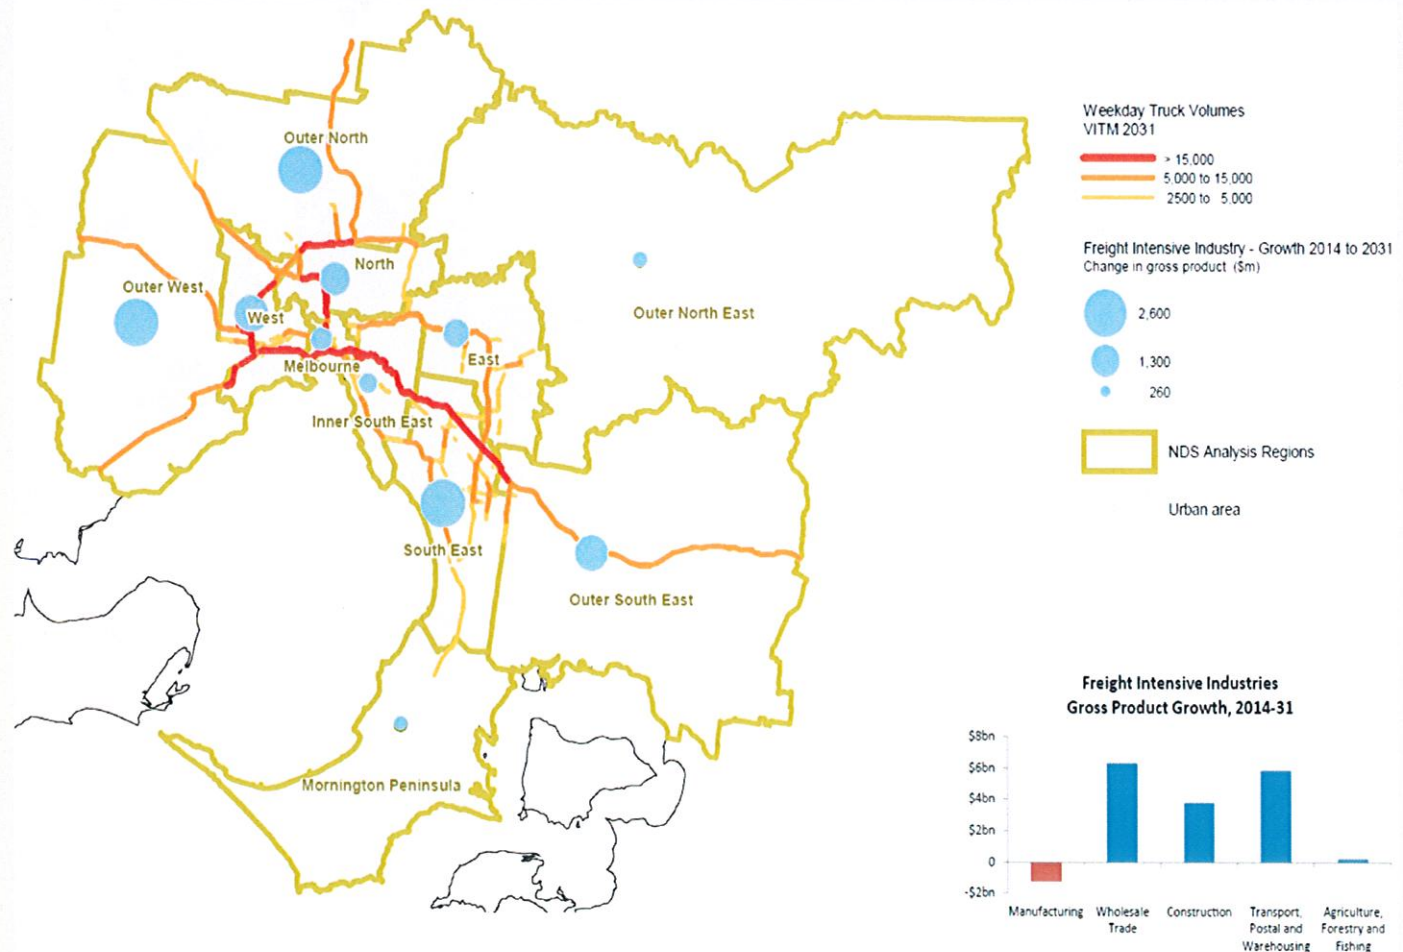 Outer North
North
Outer West
West
Melbourne
East
Outer North East
Inner South East
South East
Outer South East
Mornington Peninsula
Weekday Truck Volumes
VITM 2031
> 15,000
5,000 to 15,000
2500 to 5,000
Freight Intensive Industry - Growth 2014 to 2031
Change in gross product ($m)
2,600
1,300
260
NDS Analysis Regions
Urban area
Freight Intensive Industries
Gross Product Growth, 2014-31
$8bn
$6bn
$4bn
$2bn
0
-$2bn
Manufacturing
Wholesale
Trade
Construction
Transport,
Postal and
Warehousing
Agriculture,
Forestry and
Fishing